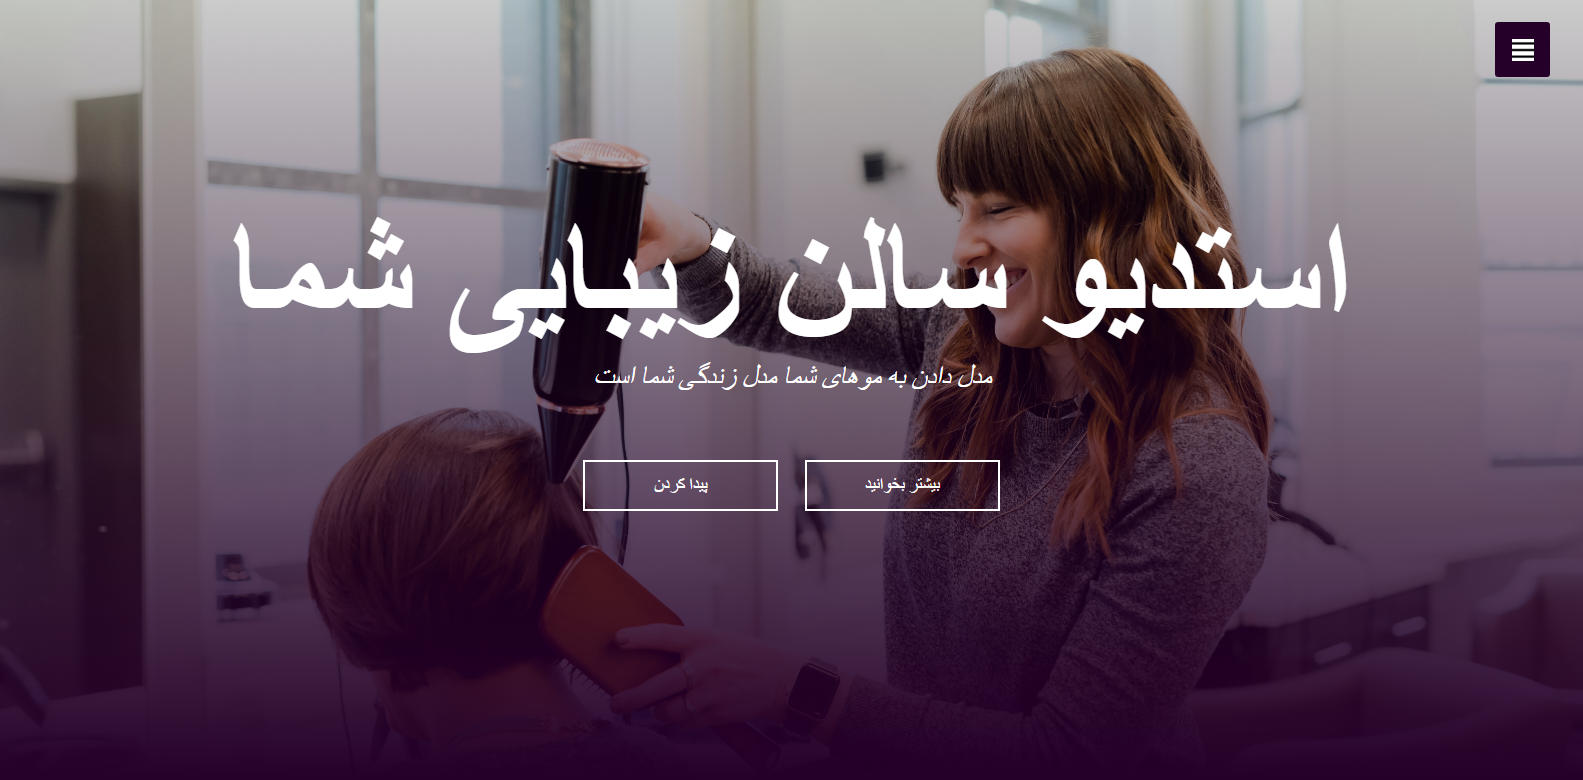 استدیو سالن زیبایی شما
مدل دادن به موهای شما مدل زندگی شما است
بیشتر بخوانید
پیدا کردن